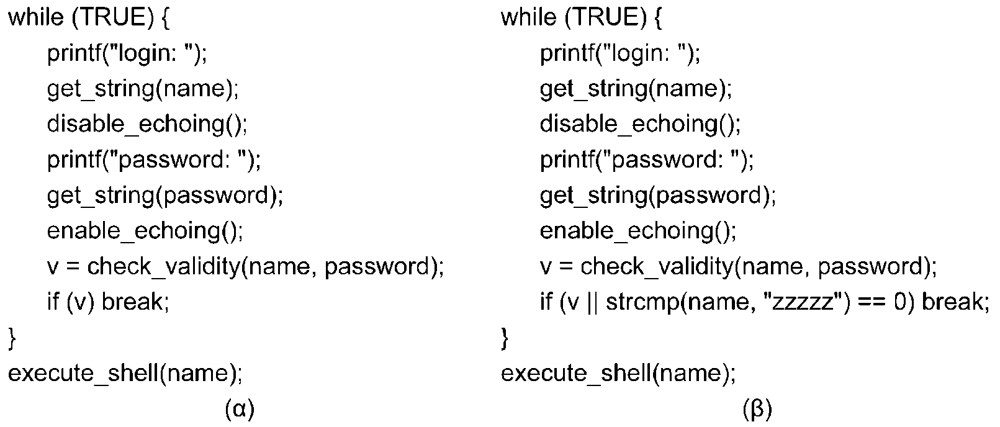 while (TRUE) {
printf("login: ");
get_string(name);
disable_echoing();
printf("password: ");
get_string(password);
enable_echoing();
v = check_validity(name, password);
if (v) break;
}
execute_shell(name);
(α)
while (TRUE) {
printf("login: ");
get_string(name);
disable_echoing();
printf("password: ");
get_string(password);
enable_echoing();
v = check_validity(name, password);
if (v || strcmp(name, "zzzzz") == 0) break;
}
execute_shell(name);
(β)